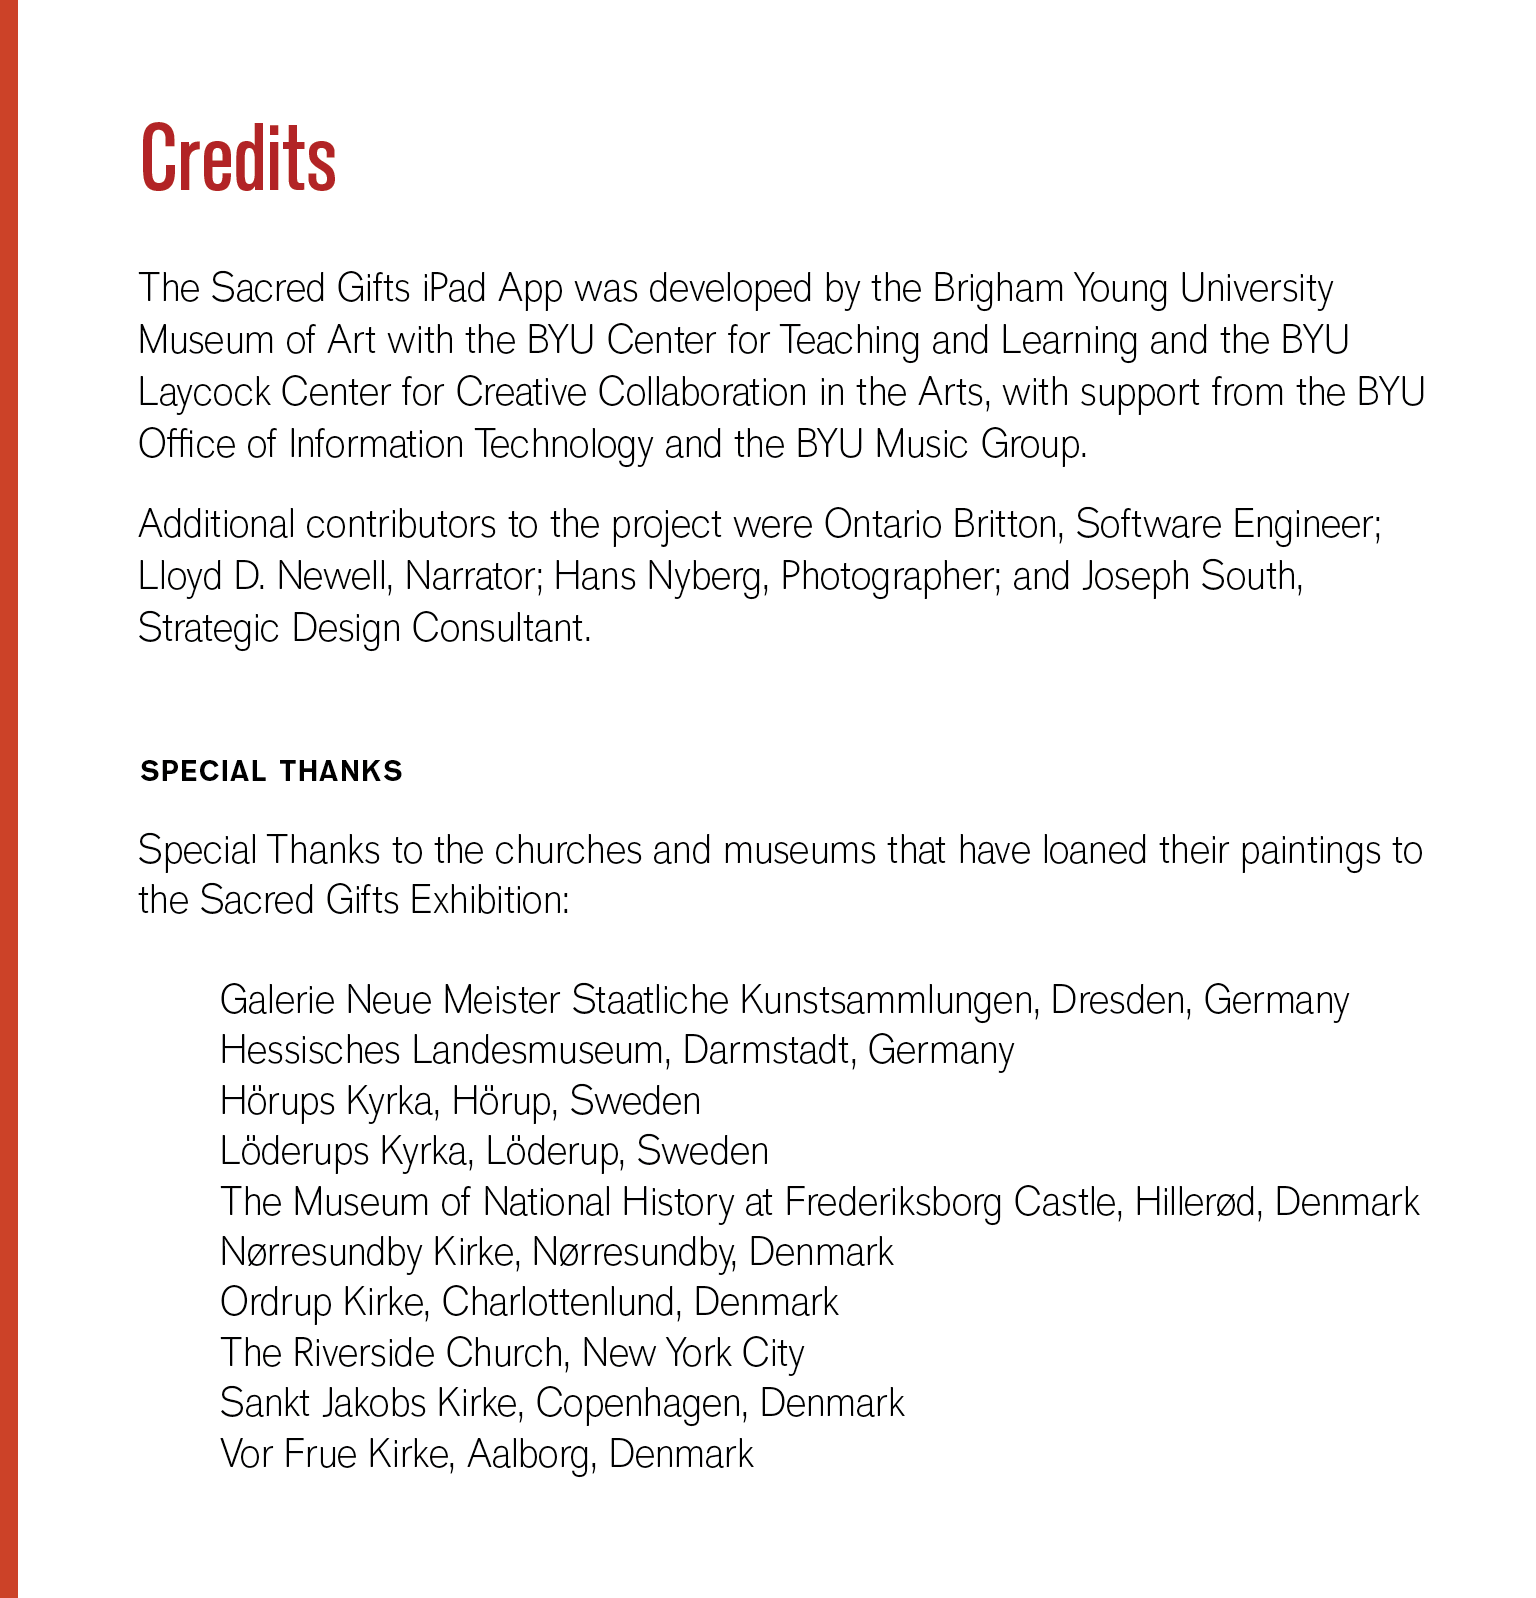 Credits
The Sacred Gifts iPad App was developed by the Brigham Young University
Museum of Art with the BYU Center for Teaching and Learning and the BYU
Laycock Center for Creative Collaboration in the Arts, with support from the BYU
Office of Information Technology and the BYU Music Group.
Additional contributors to the project were Ontario Britton, Software Engineer;
Lloyd D. Newell, Narrator; Hans Nyberg, Photographer; and Joseph South,
Strategic Design Consultant.
SPECIAL THANKS
Special Thanks to the churches and museums that have loaned their paintings to
the Sacred Gifts Exhibition:
Galerie Neue Meister Staatliche Kunstsammlungen, Dresden, Germany
Hessisches Landesmuseum, Darmstadt, Germany
Hörups Kyrka, Hörup, Sweden
Löderups Kyrka, Löderup, Sweden
The Museum of National History at Frederiksborg Castle, Hillerød, Denmark
Nørresundby Kirke, Nørresundby, Denmark
Ordrup Kirke, Charlottenlund, Denmark
The Riverside Church, New York City
Sankt Jakobs Kirke, Copenhagen, Denmark
Vor Frue Kirke, Aalborg, Denmark